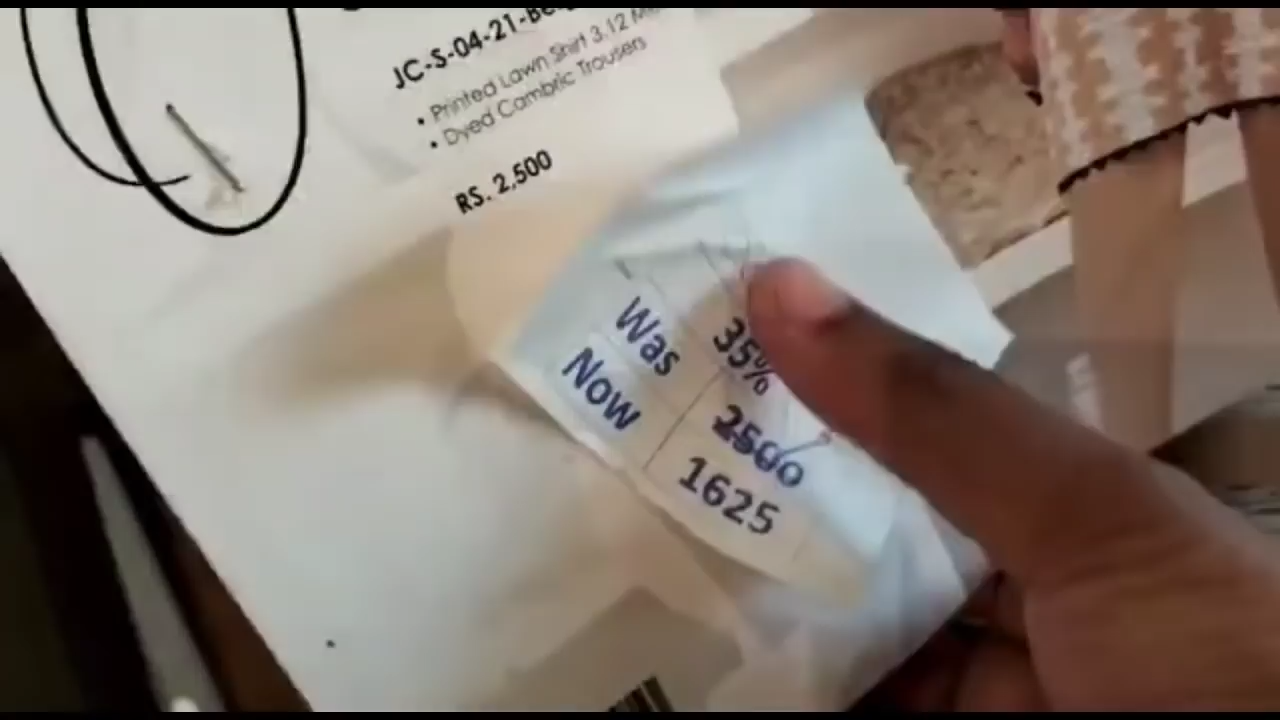 JC-S-04-21-
• Printed Lawn Shirt 3.12
• Dyed Cambric Trousers
RS. 2,500
35%
Was 2500
Now 1625